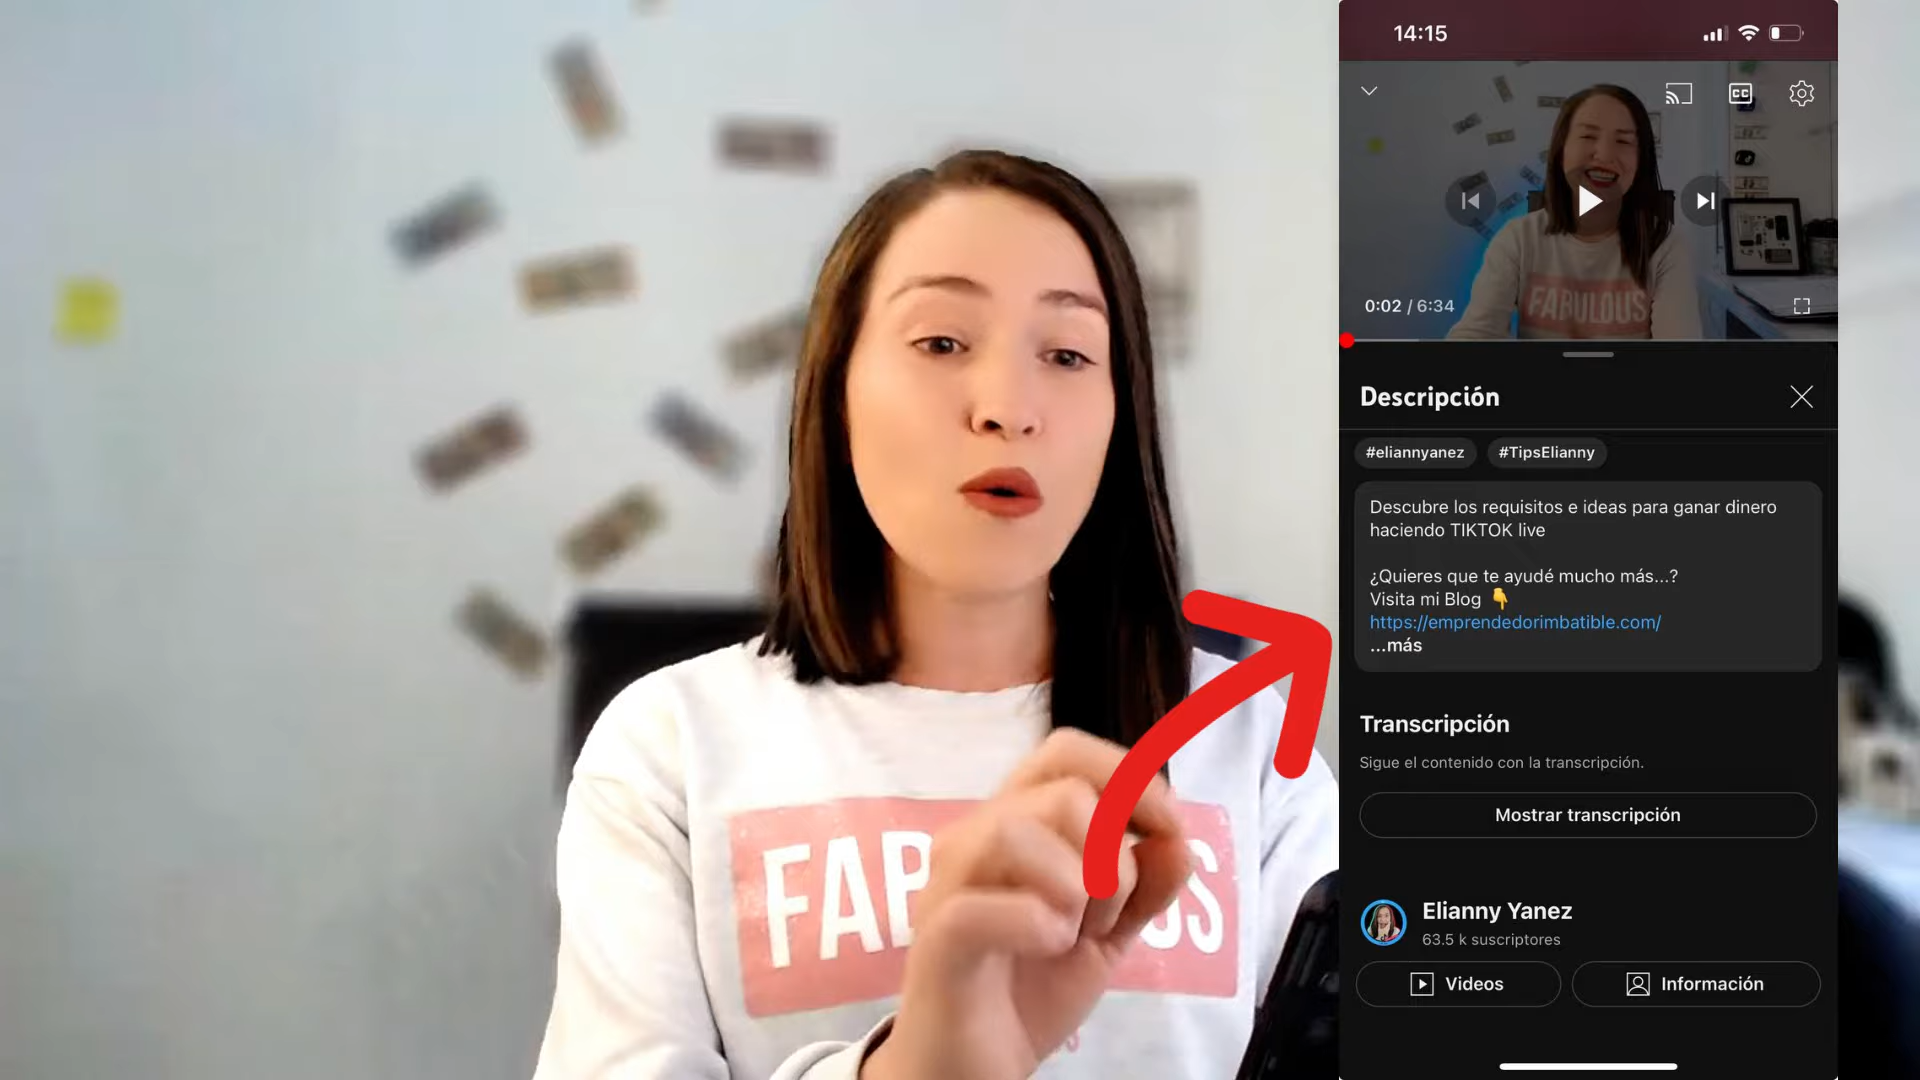 14:15
CC
FABULOUS
0:02 / 6:34
Descripción
#eliannyanez
#TipsElianny
Descubre los requisitos e ideas para ganar dinero
haciendo TIKTOK live
¿Quieres que te ayudé mucho más...?
Visita mi Blog 👇
https://emprendedorimbatible.com/
...más
Transcripción
Sigue el contenido con la transcripción.
Mostrar transcripción
Elianny Yanez
63.5 k suscriptores
Videos
Información